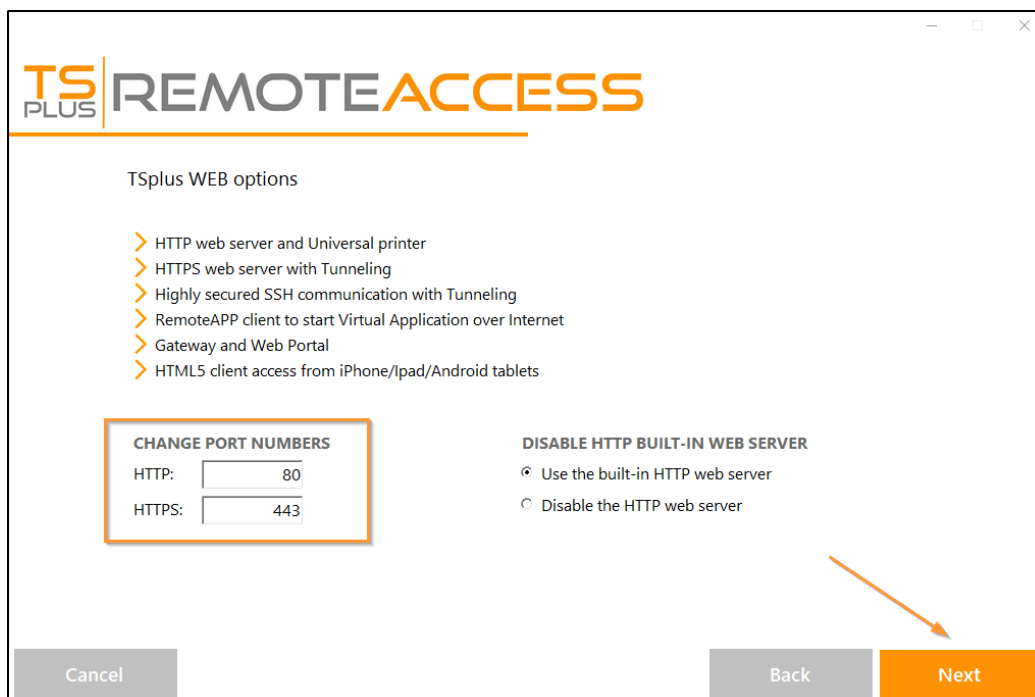 TS
PLUS
REMOTEACCESS
TSplus WEB options
HTTP web server and Universal printer
HTTPS web server with Tunneling
Highly secured SSH communication with Tunneling
RemoteAPP client to start Virtual Application over Internet
Gateway and Web Portal
HTML5 client access from iPhone/Ipad/Android tablets
CHANGE PORT NUMBERS
HTTP: 80
HTTPS: 443
DISABLE HTTP BUILT-IN WEB SERVER
Use the built-in HTTP web server
Disable the HTTP web server
Cancel
Back
Next